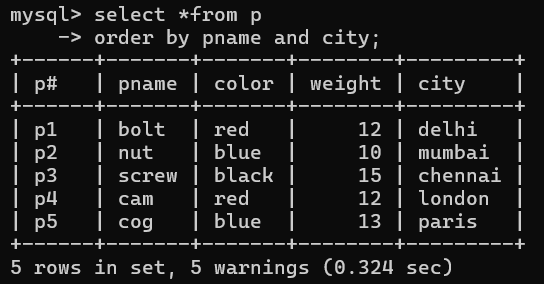 mysql> select *from p
    -> order by pname and city;
+------+-------+-------+--------+---------+
| p#   | pname | color | weight | city    |
+------+-------+-------+--------+---------+
| p1   | bolt  | red   |     12 | delhi   |
| p2   | nut   | blue  |     10 | mumbai  |
| p3   | screw | black |     15 | chennai |
| p4   | cam   | red   |     12 | london  |
| p5   | cog   | blue  |     13 | paris   |
+------+-------+-------+--------+---------+
5 rows in set, 5 warnings (0.324 sec)